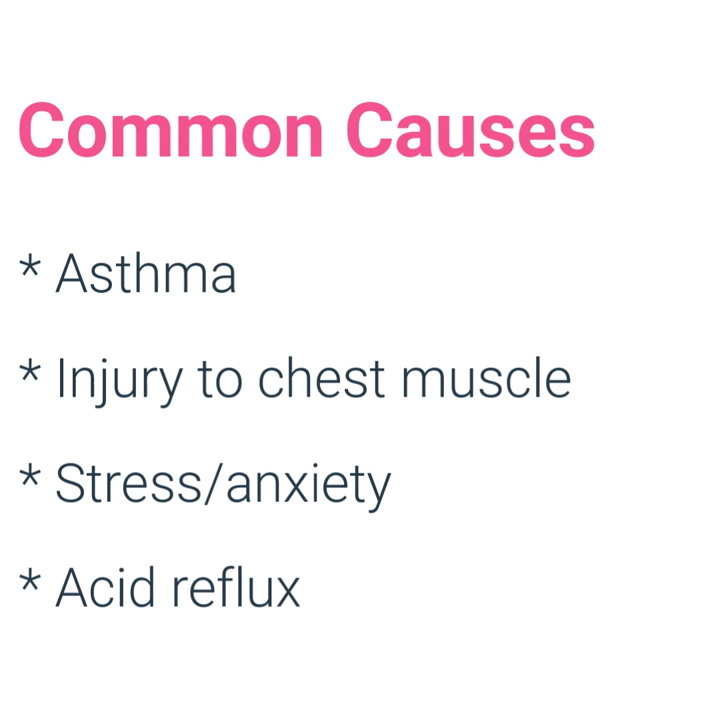 Common Causes
* Asthma
* Injury to chest muscle
* Stress/anxiety
* Acid reflux